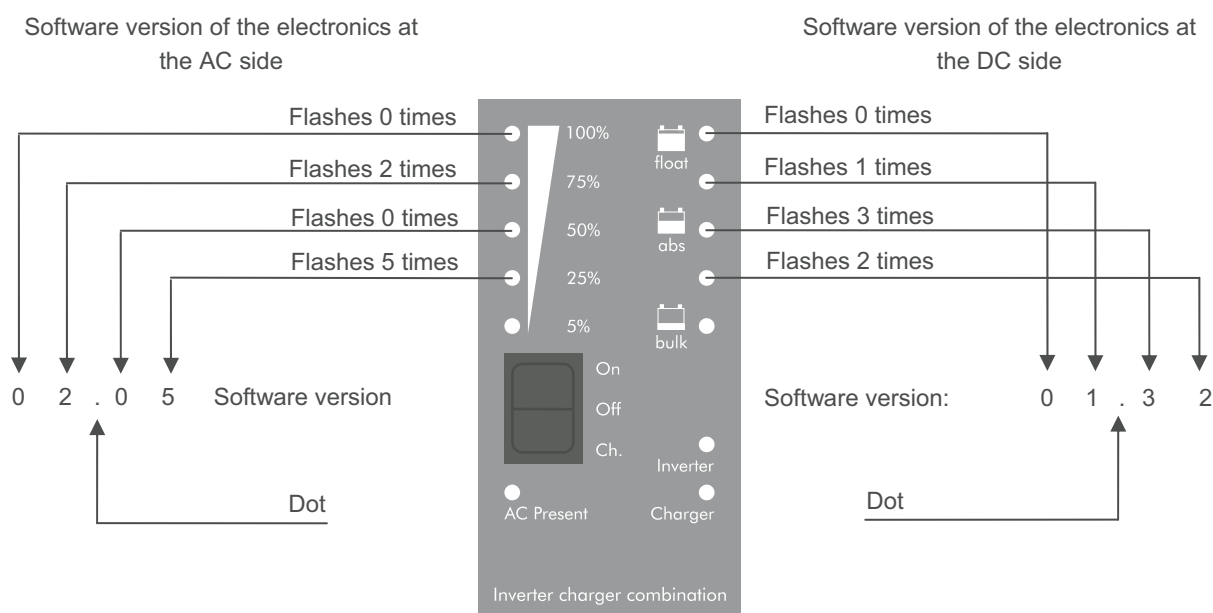 Software version of the electronics at
the AC side
Software version of the electronics at
the DC side
Flashes 0 times
Flashes 2 times
Flashes 0 times
Flashes 5 times
100%
75%
50%
25%
5%
float
abs
bulk
Flashes 0 times
Flashes 1 times
Flashes 3 times
Flashes 2 times
On
Off
Ch.
0 2 . 0 5 Software version
Software version: 0 1 . 3 2
Dot
Dot
Inverter
AC Present
Charger
Inverter charger combination